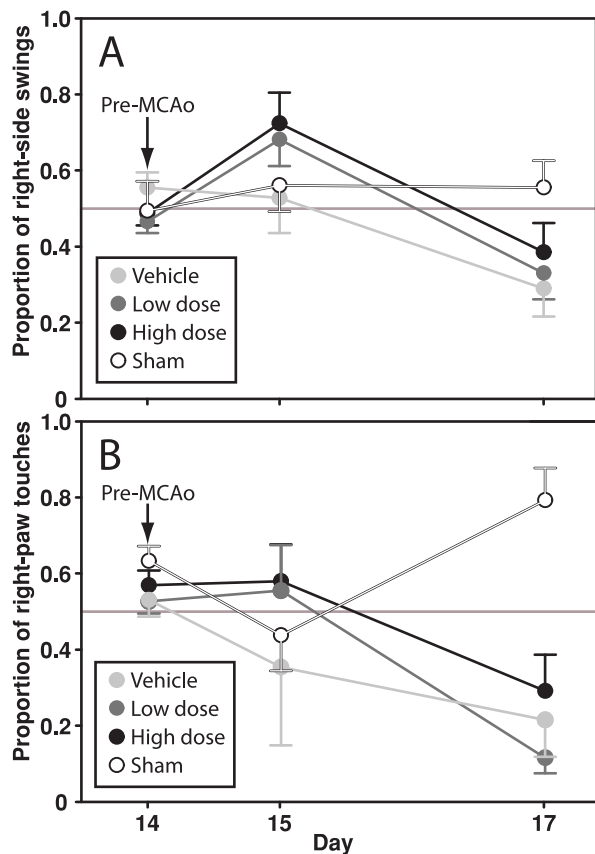 1.0
A
0.8
Pre-MCAo
0.6
0.4
0.2
0
Proportion of right-side swings
Vehicle
Low dose
High dose
Sham
1.0
B
0.8
Pre-MCAo
0.6
0.4
0.2
0
Proportion of right-paw touches
Vehicle
Low dose
High dose
Sham
14
15
17
Day